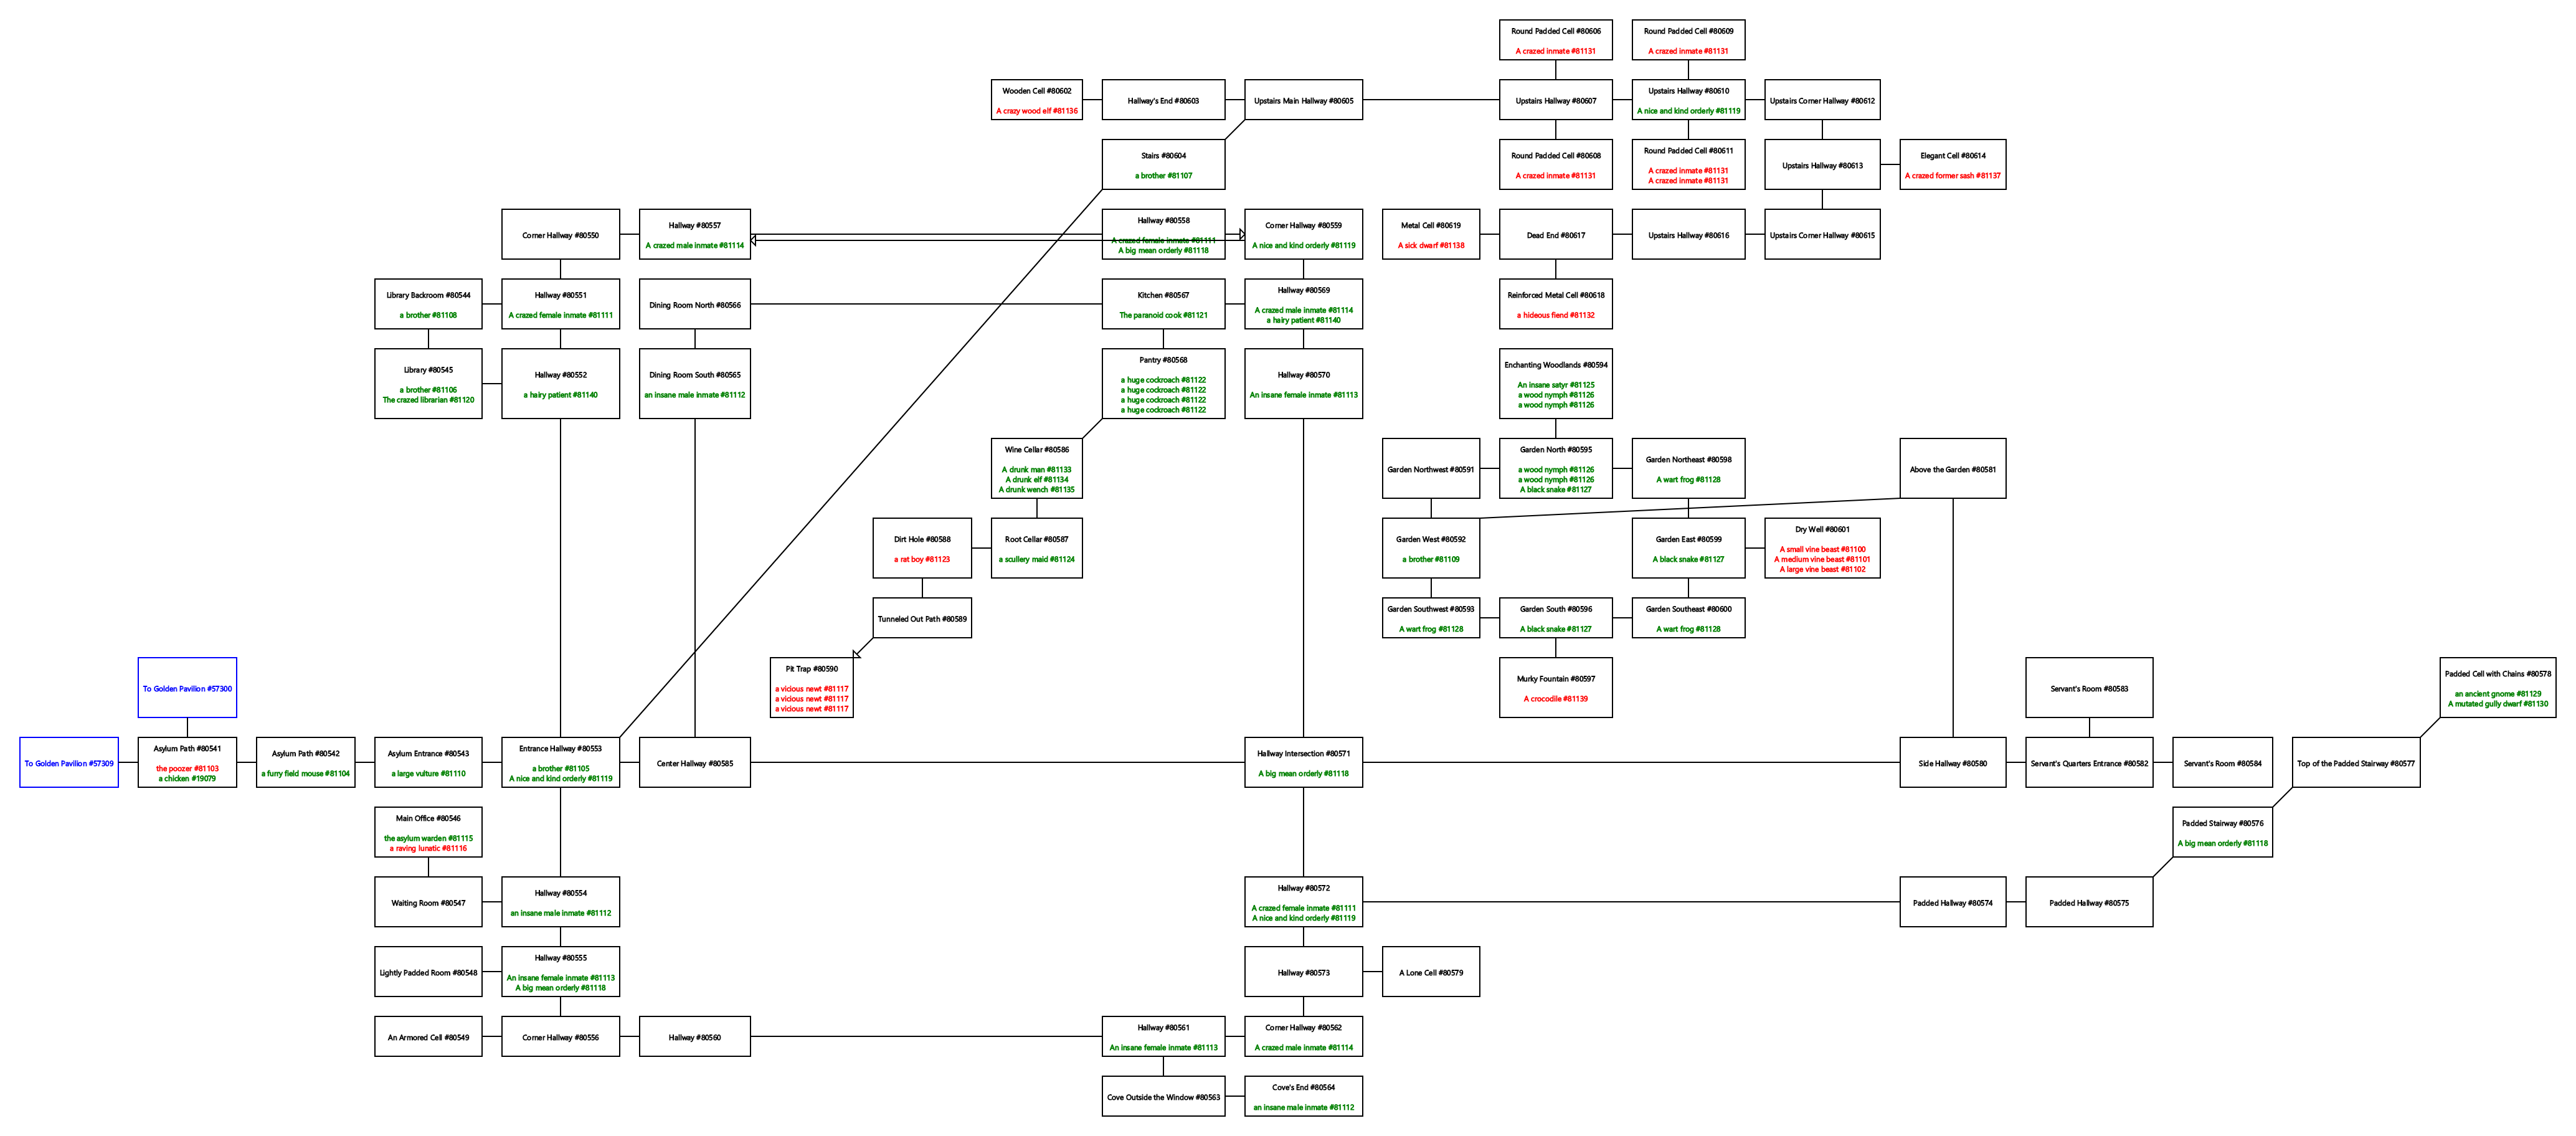 Round Padded Cell #80606
A crazed inmate #81131
Round Padded Cell #80609
A crazed inmate #81131
Wooden Cell #80602
A crazy wood elf #81136
Hallway's End #80603
Upstairs Main Hallway #80605
Upstairs Hallway #80607
Upstairs Hallway #80610
A nice and kind orderly #81119
Upstairs Corner Hallway #80612
Stairs #80604
a brother #81107
Round Padded Cell #80608
A crazed inmate #81131
Round Padded Cell #80611
A crazed inmate #81131
A crazed inmate #81131
Upstairs Hallway #80613
Elegant Cell #80614
A crazed former sash #81137
Corner Hallway #80550
Hallway #80557
A crazed male inmate #81114
Hallway #80558
A crazed female inmate #81111
A big mean orderly #81118
Corner Hallway #80559
A nice and kind orderly #81119
Metal Cell #80619
A sick dwarf #81138
Dead End #80617
Upstairs Hallway #80616
Upstairs Corner Hallway #80615
Library Backroom #80544
a brother #81108
Hallway #80551
A crazed female inmate #81111
Dining Room North #80566
Kitchen #80567
The paranoid cook #81121
Hallway #80569
A crazed male inmate #81114
a hairy patient #81140
Reinforced Metal Cell #80618
a hideous fiend #81132
Library #80545
a brother #81106
The crazed librarian #81120
Hallway #80552
a hairy patient #81140
Dining Room South #80565
an insane male inmate #81112
Pantry #80568
a huge cockroach #81122
a huge cockroach #81122
a huge cockroach #81122
a huge cockroach #81122
Hallway #80570
An insane female inmate #81113
Enchanting Woodlands #80594
An insane satyr #81125
a wood nymph #81126
a wood nymph #81126
Wine Cellar #80586
A drunk man #81133
A drunk elf #81134
A drunk wench #81135
Garden Northwest #80591
Garden North #80595
a wood nymph #81126
a wood nymph #81126
A black snake #81127
Garden Northeast #80598
A wart frog #81128
Above the Garden #80581
Dirt Hole #80588
a rat boy #81123
Root Cellar #80587
a scullery maid #81124
Garden West #80592
a brother #81109
Garden East #80599
A black snake #81127
Dry Well #80601
A small vine beast #81100
A medium vine beast #81101
A large vine beast #81102
Tunneled Out Path #80589
Garden Southwest #80593
A wart frog #81128
Garden South #80596
A black snake #81127
Garden Southeast #80600
A wart frog #81128
To Golden Pavilion #57300
Pit Trap #80590
a vicious newt #81117
a vicious newt #81117
a vicious newt #81117
Murky Fountain #80597
A crocodile #81139
Servant's Room #80583
Padded Cell with Chains #80578
an ancient gnome #81129
A mutated gully dwarf #81130
To Golden Pavilion #57309
Asylum Path #80541
the poozer #81103
a chicken #19079
Asylum Path #80542
a furry field mouse #81104
Asylum Entrance #80543
a large vulture #81110
Entrance Hallway #80553
a brother #81105
A nice and kind orderly #81119
Center Hallway #80585
Hallway Intersection #80571
A big mean orderly #81118
Side Hallway #80580
Servant's Quarters Entrance #80582
Servant's Room #80584
Top of the Padded Stairway #80577
Main Office #80546
the asylum warden #81115
a raving lunatic #81116
Padded Stairway #80576
A big mean orderly #81118
Waiting Room #80547
Hallway #80554
an insane male inmate #81112
Hallway #80572
A crazed female inmate #81111
A nice and kind orderly #81119
Padded Hallway #80574
Padded Hallway #80575
Lightly Padded Room #80548
Hallway #80555
An insane female inmate #81113
A big mean orderly #81118
Hallway #80573
A Lone Cell #80579
An Armored Cell #80549
Corner Hallway #80556
Hallway #80560
Hallway #80561
An insane female inmate #81113
Corner Hallway #80562
A crazed male inmate #81114
Cove Outside the Window #80563
Cove's End #80564
an insane male inmate #81112